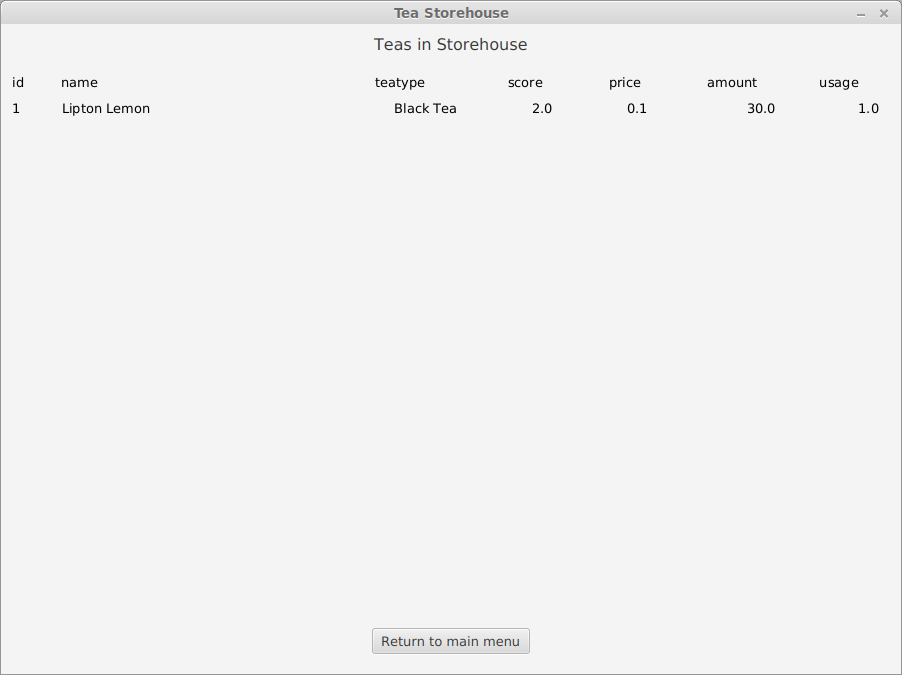 Tea Storehouse
Teas in Storehouse
id name teatype score price amount usage
1 Lipton Lemon Black Tea 2.0 0.1 30.0 1.0
Return to main menu